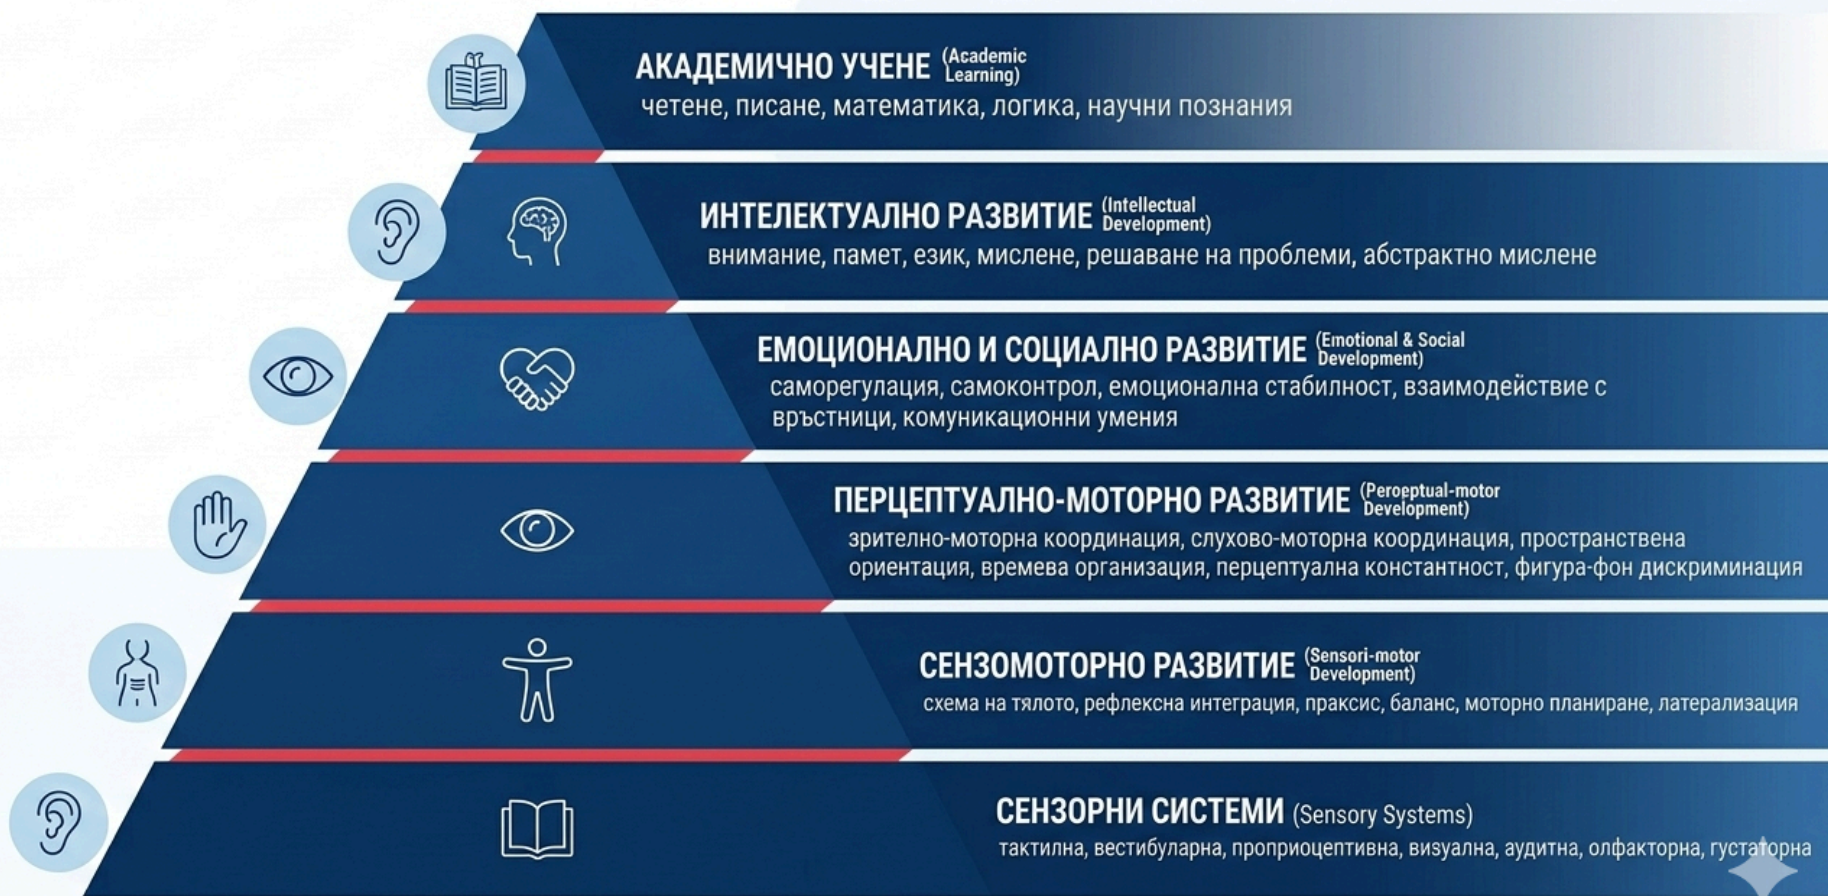 АКАДЕМИЧНО УЧЕНЕ (Academic Learning)
четене, писане, математика, логика, научни познания
ИНТЕЛЕКТУАЛНО РАЗВИТИЕ (Intellectual Development)
внимание, памет, език, мислене, решаване на проблеми, абстрактно мислене
ЕМОЦИОНАЛНО И СОЦИАЛНО РАЗВИТИЕ (Emotional & Social Development)
саморегулация, самоконтрол, емоционална стабилност, взаимодействие с
връстници, комуникационни умения
ПЕРЦЕПТУАЛНО-МОТОРНО РАЗВИТИЕ (Peroeptual-motor Development)
зрително-моторна координация, слухово-моторна координация, пространствена
ориентация, времева организация, перцептуална константност, фигура-фон дискриминация
СЕНЗОМОТОРНО РАЗВИТИЕ (Sensori-motor Development)
схема на тялото, рефлексна интеграция, праксис, баланс, моторно планиране, латерализация
СЕНЗОРНИ СИСТЕМИ (Sensory Systems)
тактилна, вестибуларна, проприоцептивна, визуална, аудитна, олфакторна, густаторна